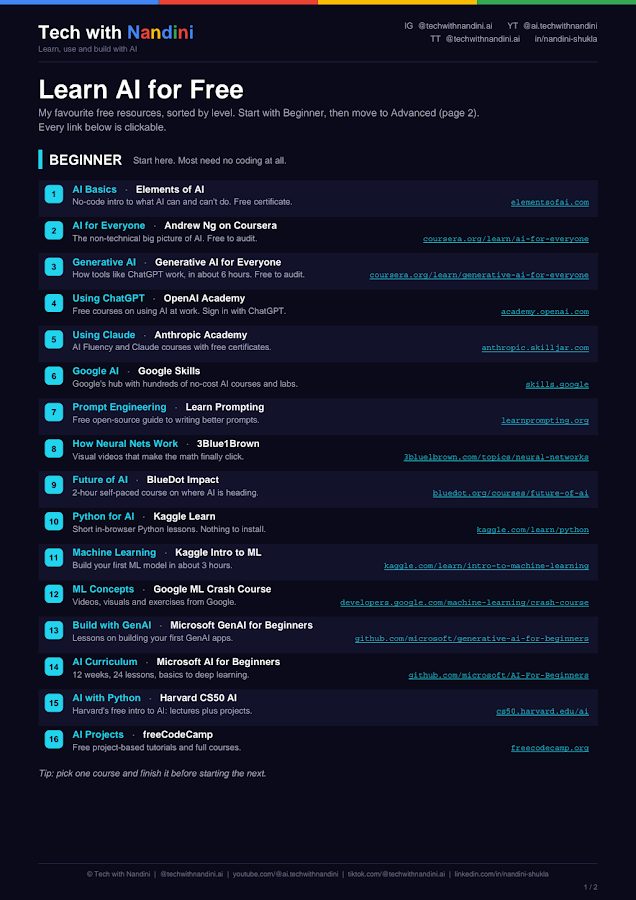 Tech with Nandini
Learn, use and build with AI
IG @techwithnandini.ai YT @ai.techwithnandini
TT @techwithnandini.ai in/nandini-shukla
Learn AI for Free
My favourite free resources, sorted by level. Start with Beginner, then move to Advanced (page 2).
Every link below is clickable.
BEGINNER Start here. Most need no coding at all.
1 AI Basics · Elements of AI
No-code intro to what AI can and can't do. Free certificate. elementsofai.com
2 AI for Everyone · Andrew Ng on Coursera
The non-technical big picture of AI. Free to audit. coursera.org/learn/ai-for-everyone
3 Generative AI · Generative AI for Everyone
How tools like ChatGPT work, in about 6 hours. Free to audit. coursera.org/learn/generative-ai-for-everyone
4 Using ChatGPT · OpenAI Academy
Free courses on using AI at work. Sign in with ChatGPT. academy.openai.com
5 Using Claude · Anthropic Academy
AI Fluency and Claude courses with free certificates. anthropic.skilljar.com
6 Google AI · Google Skills
Google's hub with hundreds of no-cost AI courses and labs. skills.google
7 Prompt Engineering · Learn Prompting
Free open-source guide to writing better prompts. learnprompting.org
8 How Neural Nets Work · 3Blue1Brown
Visual videos that make the math finally click. 3blue1brown.com/topics/neural-networks
9 Future of AI · BlueDot Impact
2-hour self-paced course on where AI is heading. bluedot.org/courses/future-of-ai
10 Python for AI · Kaggle Learn
Short in-browser Python lessons. Nothing to install. kaggle.com/learn/python
11 Machine Learning · Kaggle Intro to ML
Build your first ML model in about 3 hours. kaggle.com/learn/intro-to-machine-learning
12 ML Concepts · Google ML Crash Course
Videos, visuals and exercises from Google. developers.google.com/machine-learning/crash-course
13 Build with GenAI · Microsoft GenAI for Beginners
Lessons on building your first GenAI apps. github.com/microsoft/generative-ai-for-beginners
14 AI Curriculum · Microsoft AI for Beginners
12 weeks, 24 lessons, basics to deep learning. github.com/microsoft/AI-For-Beginners
15 AI with Python · Harvard CS50 AI
Harvard's free intro to AI: lectures plus projects. cs50.harvard.edu/ai
16 AI Projects · freeCodeCamp
Free project-based tutorials and full courses. freecodecamp.org
Tip: pick one course and finish it before starting the next.
© Tech with Nandini | @techwithnandini.ai | youtube.com/@ai.techwithnandini | tiktok.com/@techwithnandini.ai | linkedin.com/in/nandini-shukla
1 / 2